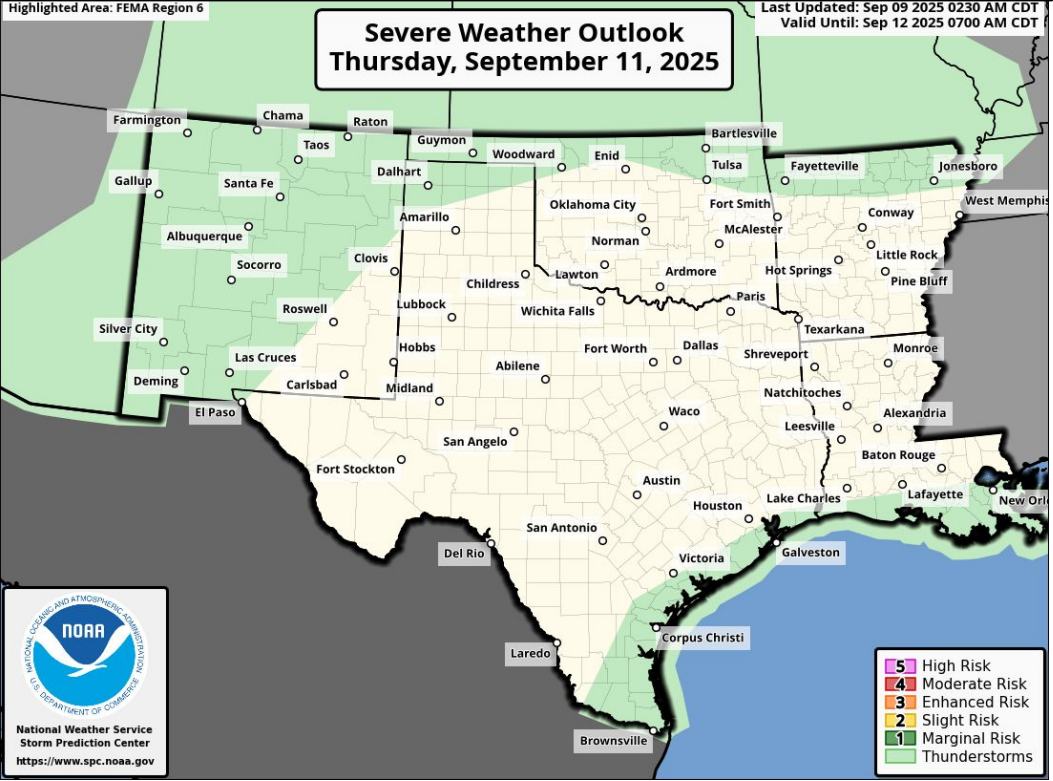 Highlighted Area: FEMA Region 6
Severe Weather Outlook
Thursday, September 11, 2025
Last Updated: Sep 09 2025 0230 AM CDT
Valid Until: Sep 12 2025 0700 AM CDT
Farmington
Chama
Raton
Taos
Guymon
Woodward
Enid
Bartlesville
Tulsa
Fayetteville
Jonesboro
Gallup
Santa Fe
Dalhart
Amarillo
Oklahoma City
Fort Smith
Conway
West Memphis
Albuquerque
Norman
McAlester
Little Rock
Socorro
Clovis
Childress
Lawton
Ardmore
Hot Springs
Pine Bluff
Roswell
Lubbock
Wichita Falls
Paris
Silver City
Texarkana
Las Cruces
Hobbs
Fort Worth
Dallas
Shreveport
Monroe
Deming
Carlsbad
Midland
Abilene
Natchitoches
El Paso
Waco
Alexandria
Leesville
San Angelo
Baton Rouge
Fort Stockton
Austin
Lake Charles
Lafayette
New Orl
Houston
San Antonio
Del Rio
Victoria
Galveston
Corpus Christi
Laredo
Brownsville
NATIONAL OCEANIC AND ATMOSPHERIC ADMINISTRATION
NOAA
U.S. DEPARTMENT OF COMMERCE
National Weather Service
Storm Prediction Center
https://www.spc.noaa.gov
5 High Risk
4 Moderate Risk
3 Enhanced Risk
2 Slight Risk
1 Marginal Risk
Thunderstorms